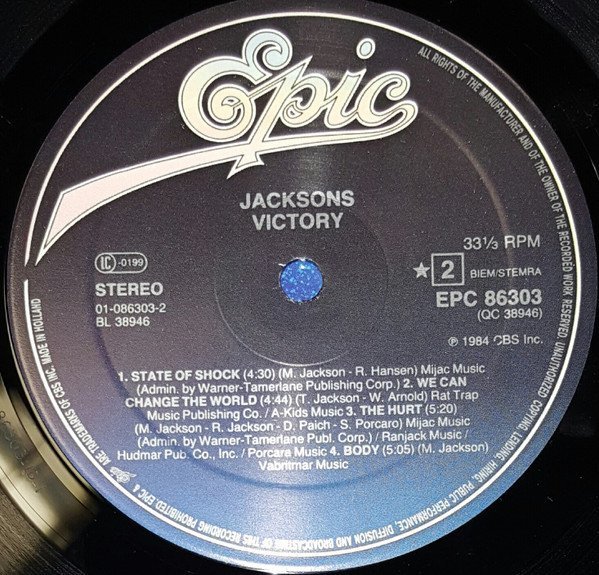 Epic
JACKSONS
VICTORY
LC -0199
STEREO
01-086303-2
BL 38946
33⅓ RPM
★ 2 BIEM/STEMRA
EPC 86303
(QC 38946)
℗ 1984 CBS Inc.
1. STATE OF SHOCK (4:30) (M. Jackson - R. Hansen) Mijac Music
(Admin. by Warner-Tamerlane Publishing Corp.) 2. WE CAN
CHANGE THE WORLD (4:44) (T. Jackson - W. Arnold) Rat Trap
Music Publishing Co. / A-Kids Music 3. THE HURT (5:20)
(M. Jackson - R. Jackson - D. Paich - S. Porcaro) Mijac Music
(Admin. by Warner-Tamerlane Publ. Corp.) / Ranjack Music /
Hudmar Pub. Co., Inc. / Porcara Music 4. BODY (5:05) (M. Jackson)
Vabritmar Music
ALL RIGHTS OF THE MANUFACTURER AND OF THE OWNER OF THE RECORDED WORK RESERVED. UNAUTHORIZED COPYING, LENDING, HIRING, PUBLIC PERFORMANCE, DIFFUSION AND BROADCASTING OF THIS RECORD PROHIBITED. EPIC & Epic ARE TRADEMARKS OF CBS INC. MADE IN HOLLAND